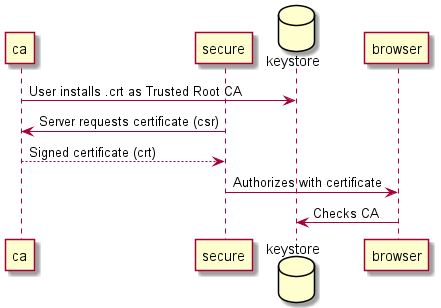 ca
secure
keystore
browser
User installs .crt as Trusted Root CA
Server requests certificate (csr)
Signed certificate (crt)
Authorizes with certificate
Checks CA
ca
secure
keystore
browser